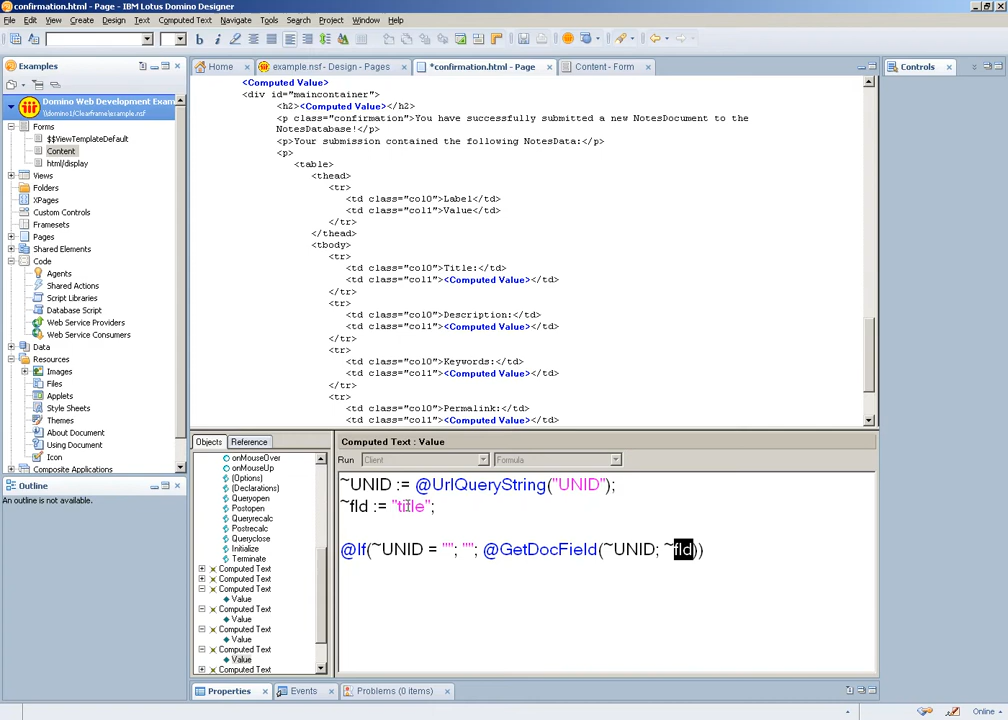 confirmation.html - Page - IBM Lotus Domino Designer
File Edit View Create Design Text Computed Text Navigate Tools Search Project Window Help
Examples
Domino Web Development Exam
\\domino1/Clearframe\example.nsf
Forms
$$ViewTemplateDefault
Content
html/display
Views
Folders
XPages
Custom Controls
Framesets
Pages
Shared Elements
Code
Agents
Shared Actions
Script Libraries
Database Script
Web Service Providers
Web Service Consumers
Data
Resources
Images
Files
Applets
Style Sheets
Themes
About Document
Using Document
Icon
Composite Applications
Outline
An outline is not available.
Home
example.nsf - Design - Pages
*confirmation.html - Page
Content - Form
Controls
<Computed Value>
<div id="maincontainer">
<h2><Computed Value></h2>
<p class="confirmation">You have successfully submitted a new NotesDocument to the
NotesDatabase!</p>
<p>Your submission contained the following NotesData:</p>
<p>
<table>
<thead>
<tr>
<td class="col0">Label</td>
<td class="col1">Value</td>
</tr>
</thead>
<tbody>
<tr>
<td class="col0">Title:</td>
<td class="col1"><Computed Value></td>
</tr>
<tr>
<td class="col0">Description:</td>
<td class="col1"><Computed Value></td>
</tr>
<tr>
<td class="col0">Keywords:</td>
<td class="col1"><Computed Value></td>
</tr>
<tr>
<td class="col0">Permalink:</td>
<td class="col1"><Computed Value></td>
Objects Reference
onMouseOver
onMouseUp
(Options)
(Declarations)
Queryopen
Postopen
Queryrecalc
Postrecalc
Queryclose
Initialize
Terminate
Computed Text
Computed Text
Value
Computed Text
Value
Computed Text
Value
Computed Text
Value
Computed Text
Computed Text : Value
Run Client Formula
~UNID := @UrlQueryString("UNID");
~fld := "title";
@If(~UNID = ""; ""; @GetDocField(~UNID; ~fld))
Properties
Events
Problems (0 items)
Online